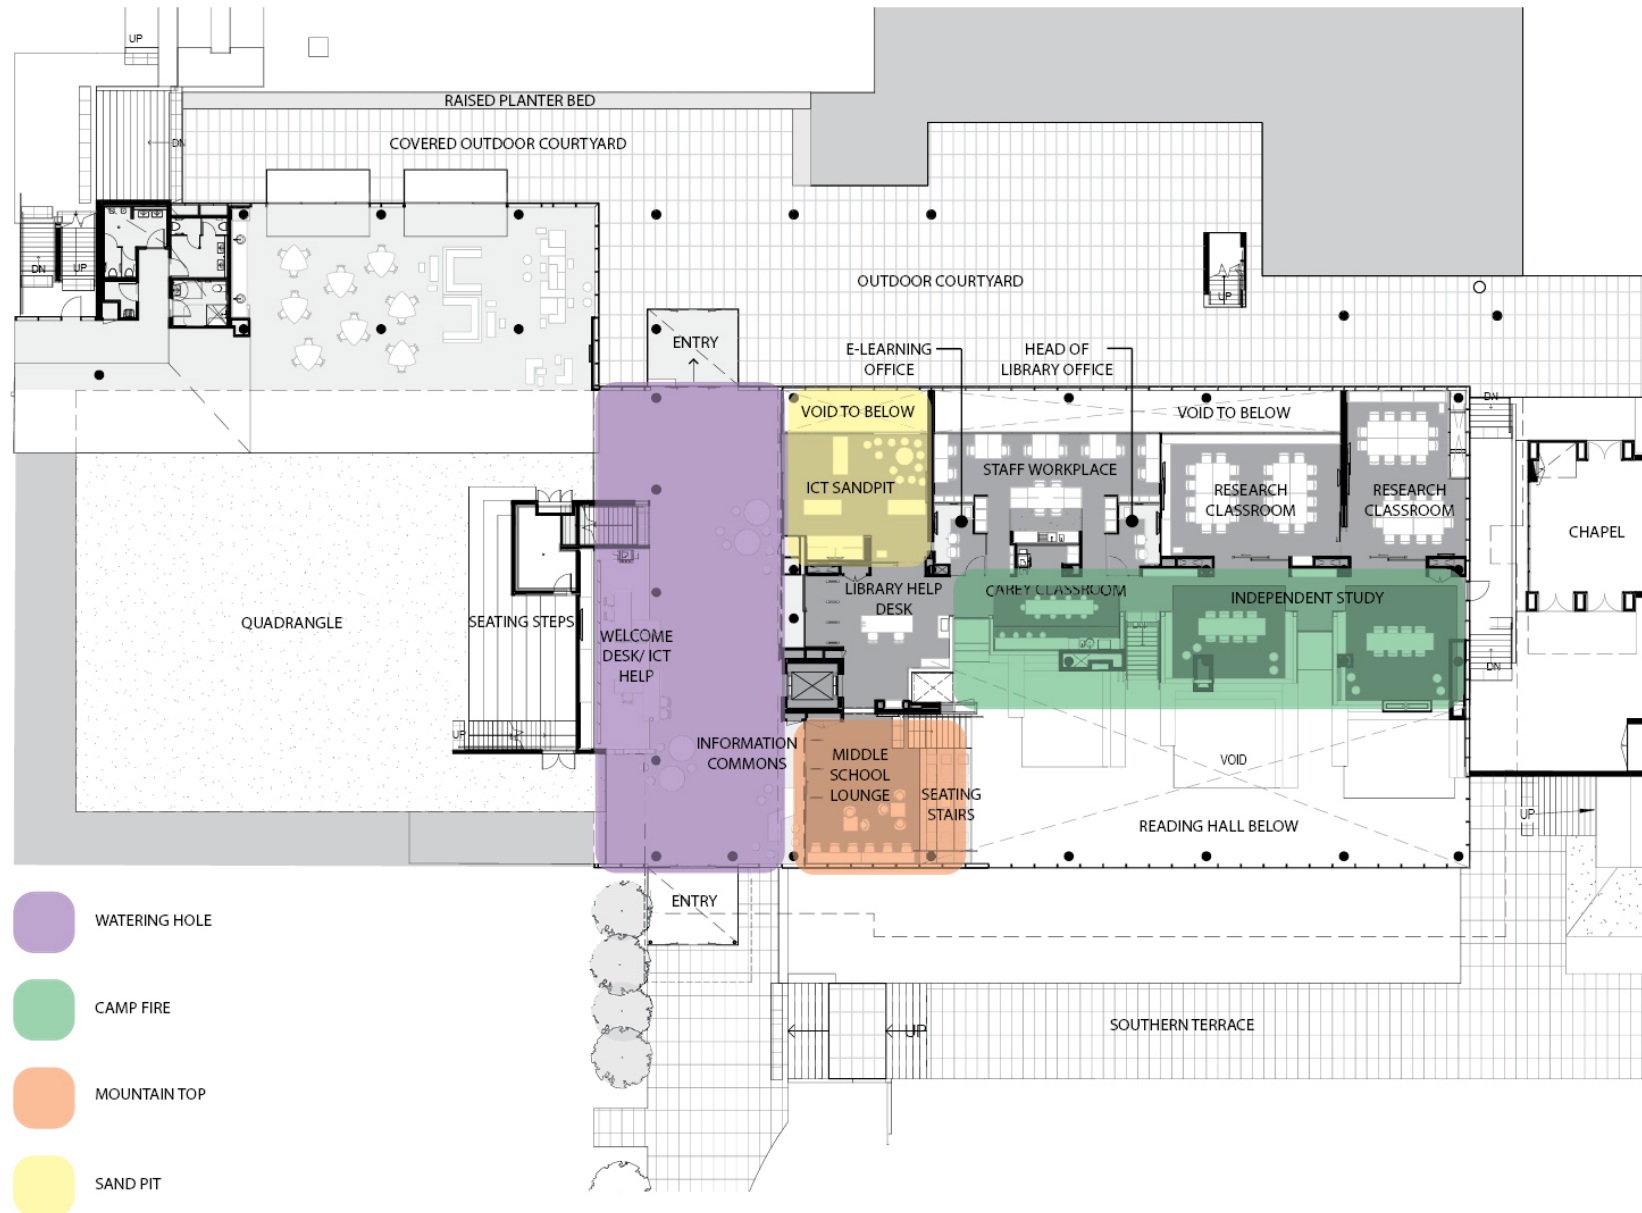 UP
RAISED PLANTER BED
COVERED OUTDOOR COURTYARD
DN
DN
UP
OUTDOOR COURTYARD
UP
ENTRY
E-LEARNING
OFFICE
HEAD OF
LIBRARY OFFICE
VOID TO BELOW
VOID TO BELOW
DN
STAFF WORKPLACE
ICT SANDPIT
RESEARCH
CLASSROOM
RESEARCH
CLASSROOM
CHAPEL
LIBRARY HELP
DESK
CAREY CLASSROOM
INDEPENDENT STUDY
QUADRANGLE
SEATING STEPS
WELCOME
DESK/ ICT
HELP
DN
UP
INFORMATION
COMMONS
MIDDLE
SCHOOL
LOUNGE
SEATING
STAIRS
VOID
READING HALL BELOW
UP
ENTRY
WATERING HOLE
CAMP FIRE
UP
SOUTHERN TERRACE
MOUNTAIN TOP
SAND PIT